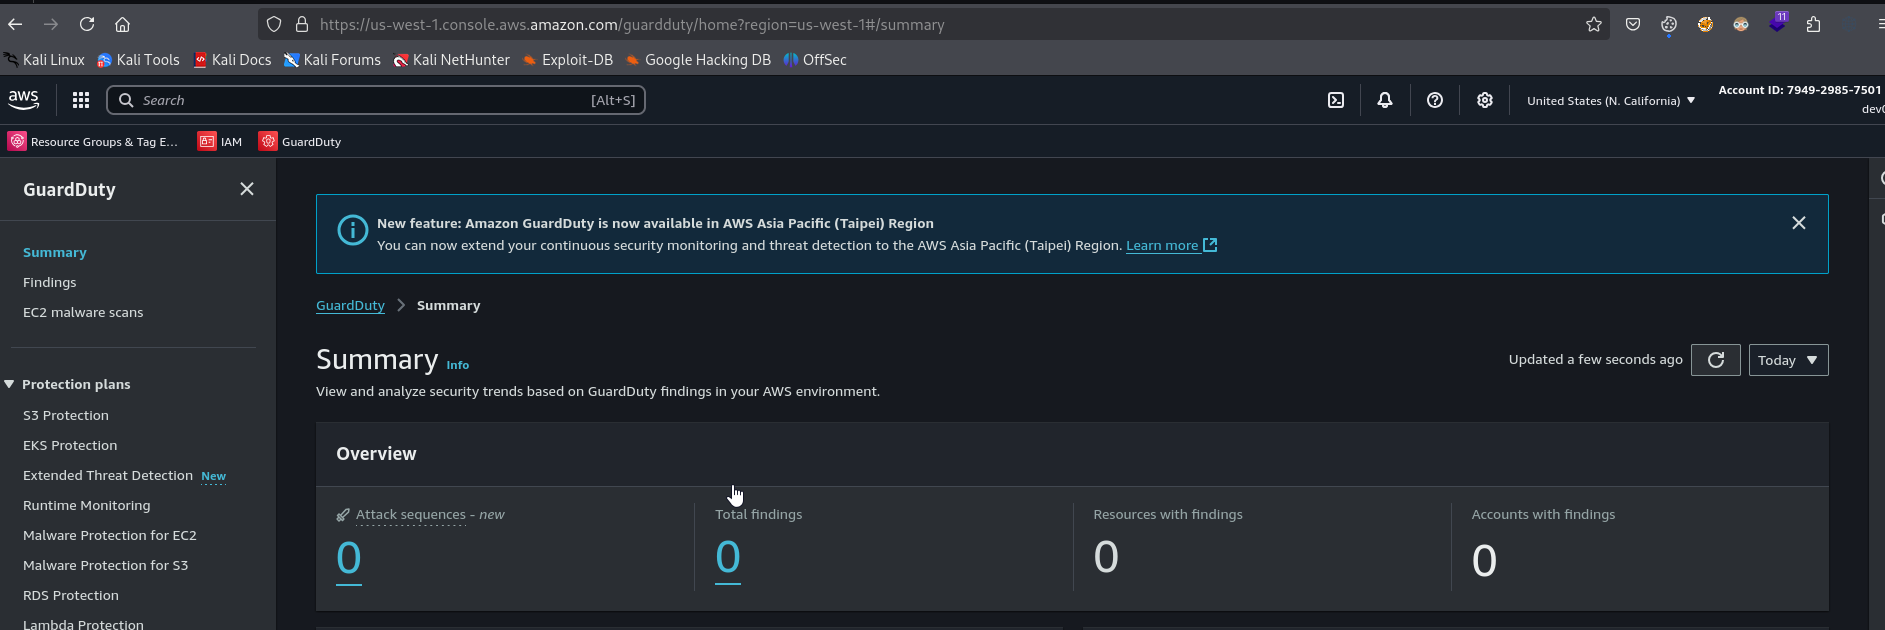 https://us-west-1.console.aws.amazon.com/guardduty/home?region=us-west-1#/summary
11
Kali Linux Kali Tools Kali Docs Kali Forums Kali NetHunter Exploit-DB Google Hacking DB OffSec
aws Search [Alt+S] United States (N. California) Account ID: 7949-2985-7501
Resource Groups & Tag E... IAM GuardDuty
GuardDuty
Summary
Findings
EC2 malware scans
Protection plans
S3 Protection
EKS Protection
Extended Threat Detection New
Runtime Monitoring
Malware Protection for EC2
Malware Protection for S3
RDS Protection
Lambda Protection
New feature: Amazon GuardDuty is now available in AWS Asia Pacific (Taipei) Region
You can now extend your continuous security monitoring and threat detection to the AWS Asia Pacific (Taipei) Region. Learn more
GuardDuty Summary
Summary Info
Updated a few seconds ago Today
View and analyze security trends based on GuardDuty findings in your AWS environment.
Overview
Attack sequences - new
0
Total findings
0
Resources with findings
0
Accounts with findings
0